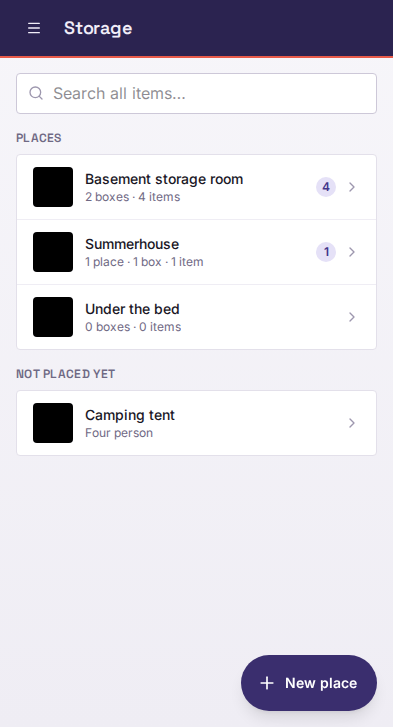 Storage
Search all items...
PLACES
Basement storage room
2 boxes · 4 items
4
Summerhouse
1 place · 1 box · 1 item
1
Under the bed
0 boxes · 0 items
NOT PLACED YET
Camping tent
Four person
New place